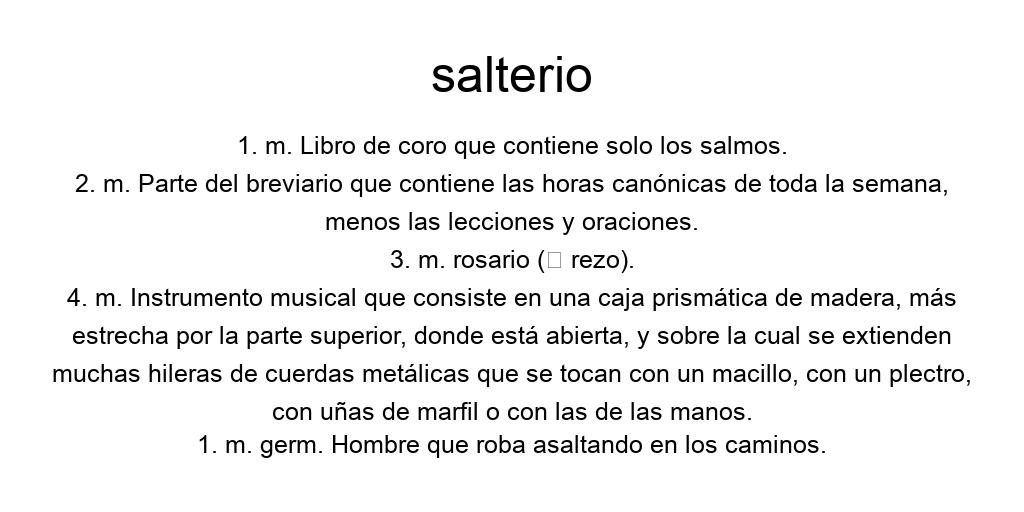 salterio
1. m. Libro de coro que contiene solo los salmos.
2. m. Parte del breviario que contiene las horas canónicas de toda la semana,
menos las lecciones y oraciones.
3. m. rosario (□ rezo).
4. m. Instrumento musical que consiste en una caja prismática de madera, más
estrecha por la parte superior, donde está abierta, y sobre la cual se extienden
muchas hileras de cuerdas metálicas que se tocan con un macillo, con un plectro,
con uñas de marfil o con las de las manos.
1. m. germ. Hombre que roba asaltando en los caminos.